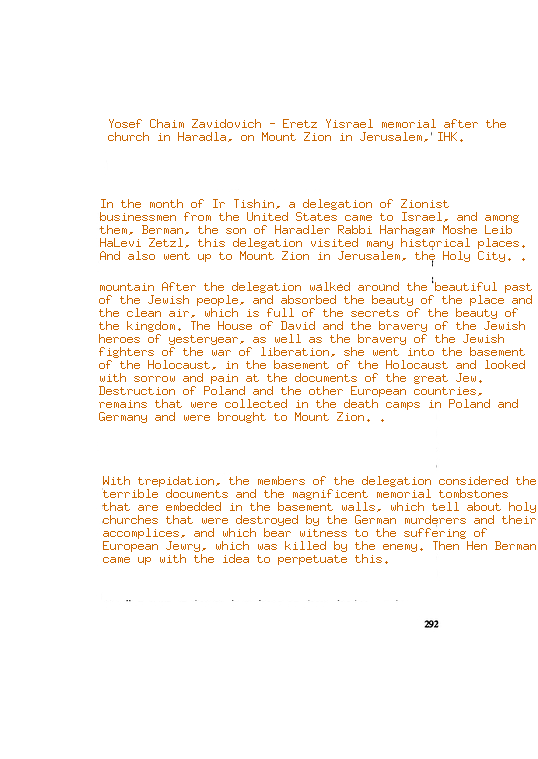 Yosef Chaim Zavidovich - Eretz Yisrael memorial after the
church in Haradla, on Mount Zion in Jerusalem,' IHK.
In the month of Ir Tishin, a delegation of Zionist
businessmen from the United States came to Israel, and among
them, Berman, the son of Haradler Rabbi Harhagar Moshe Leib
HaLevi Zetzl, this delegation visited many historical places.
And also went up to Mount Zion in Jerusalem, the Holy City. .
mountain After the delegation walked around the beautiful past
of the Jewish people, and absorbed the beauty of the place and
the clean air, which is full of the secrets of the beauty of
the kingdom. The House of David and the bravery of the Jewish
heroes of yesteryear, as well as the bravery of the Jewish
fighters of the war of liberation, she went into the basement
of the Holocaust, in the basement of the Holocaust and looked
with sorrow and pain at the documents of the great Jew.
Destruction of Poland and the other European countries,
remains that were collected in the death camps in Poland and
Germany and were brought to Mount Zion. .
With trepidation, the members of the delegation considered the
terrible documents and the magnificent memorial tombstones
that are embedded in the basement walls, which tell about holy
churches that were destroyed by the German murderers and their
accomplices, and which bear witness to the suffering of
European Jewry, which was killed by the enemy. Then Hen Berman
came up with the idea to perpetuate this.
292